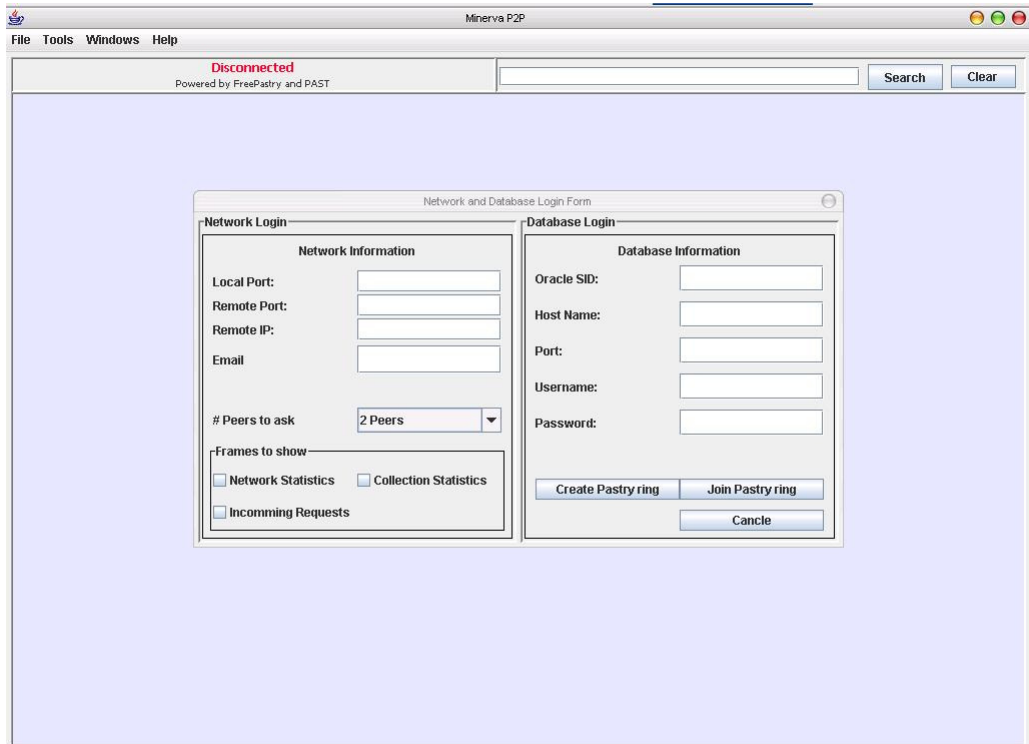 Minerva P2P
File Tools Windows Help
Disconnected
Powered by FreePastry and PAST
Search Clear
Network and Database Login Form
Network Login
Network Information
Local Port:
Remote Port:
Remote IP:
Email
# Peers to ask 2 Peers
Frames to show
Network Statistics Collection Statistics
Incomming Requests
Database Login
Database Information
Oracle SID:
Host Name:
Port:
Username:
Password:
Create Pastry ring Join Pastry ring
Cancle